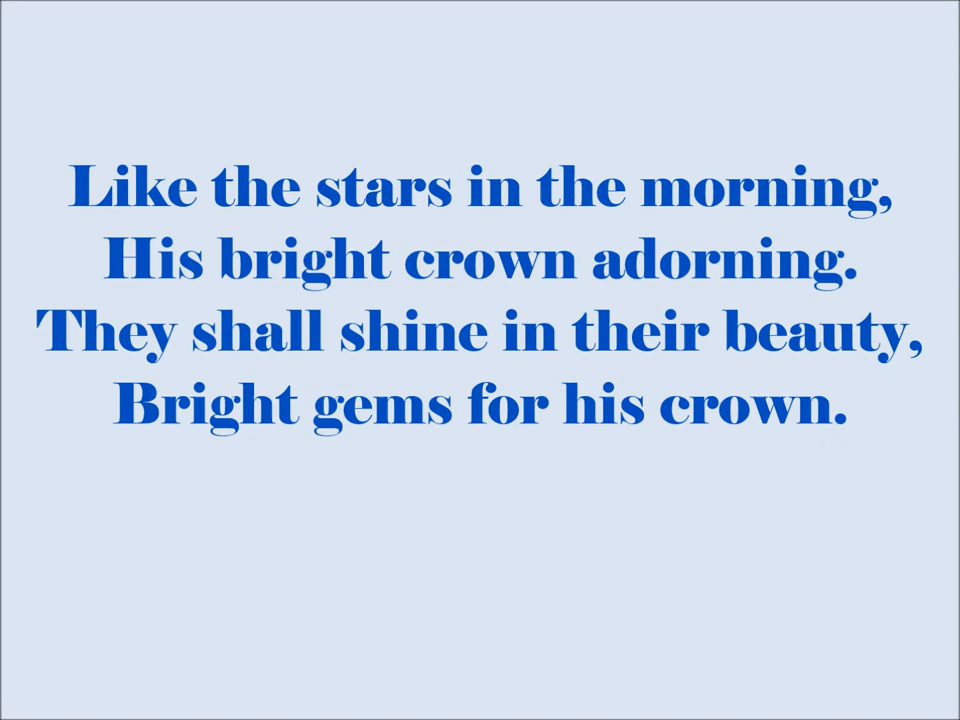 Like the stars in the morning,
His bright crown adorning.
They shall shine in their beauty,
Bright gems for his crown.